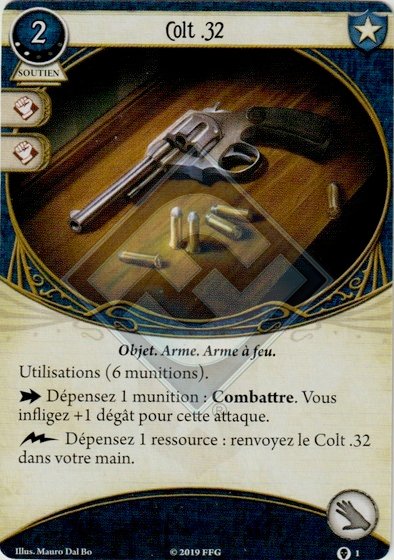 2
Colt .32
SOUTIEN
Objet. Arme. Arme à feu.
Utilisations (6 munitions).
Dépensez 1 munition : Combattre. Vous
infligez +1 dégât pour cette attaque.
Dépensez 1 ressource : renvoyez le Colt .32
dans votre main.
Illus. Mauro Dal Bo
© 2019 FFG
1
®